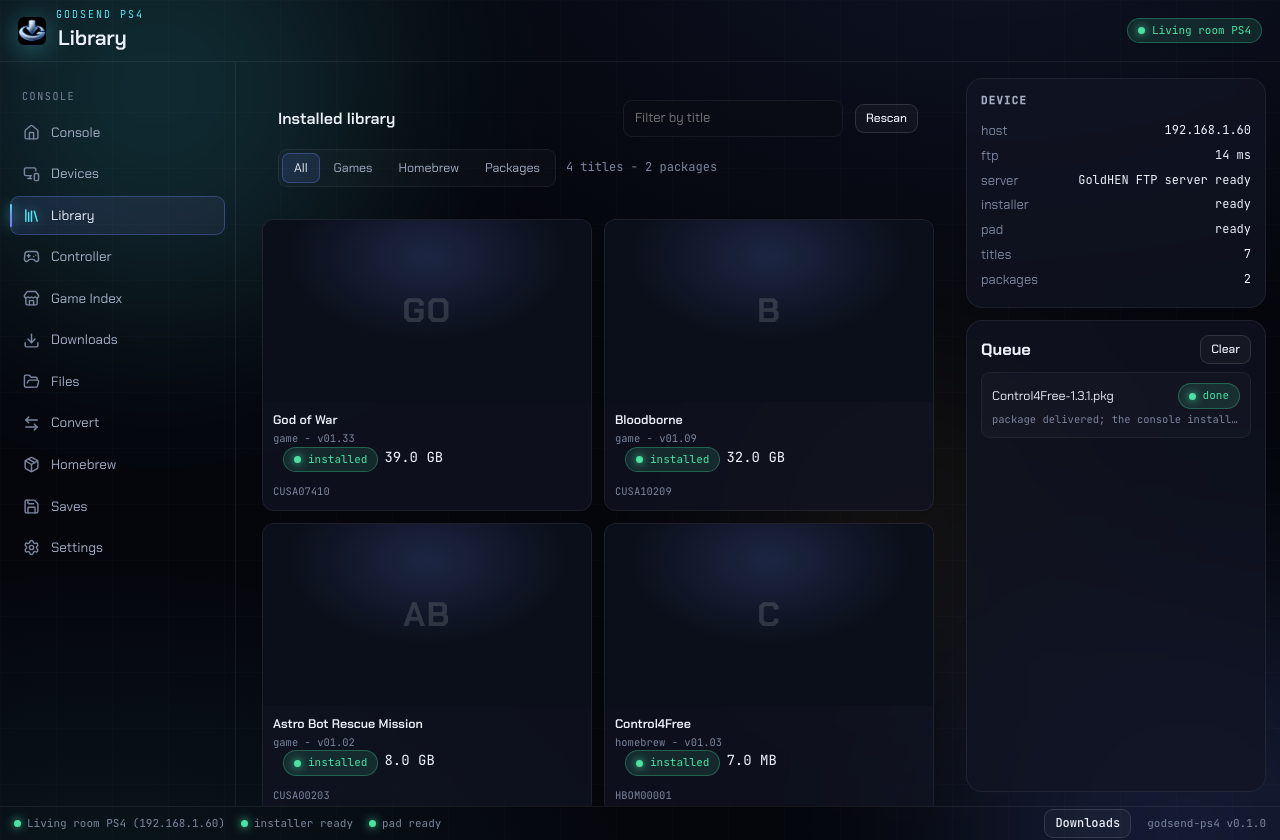 GODSEND PS4
Library
Living room PS4
CONSOLE
Console
Devices
Library
Controller
Game Index
Downloads
Files
Convert
Homebrew
Saves
Settings
Installed library
Filter by title
Rescan
All Games Homebrew Packages 4 titles - 2 packages
GO
God of War
game - v01.33
installed 39.0 GB
CUSA07410
B
Bloodborne
game - v01.09
installed 32.0 GB
CUSA10209
AB
Astro Bot Rescue Mission
game - v01.02
installed 8.0 GB
CUSA00203
C
Control4Free
homebrew - v01.03
installed 7.0 MB
HBOM00001
DEVICE
host 192.168.1.60
ftp 14 ms
server GoldHEN FTP server ready
installer ready
pad ready
titles 7
packages 2
Queue Clear
Control4Free-1.3.1.pkg done
package delivered; the console install…
Living room PS4 (192.168.1.60) installer ready pad ready
Downloads godsend-ps4 v0.1.0